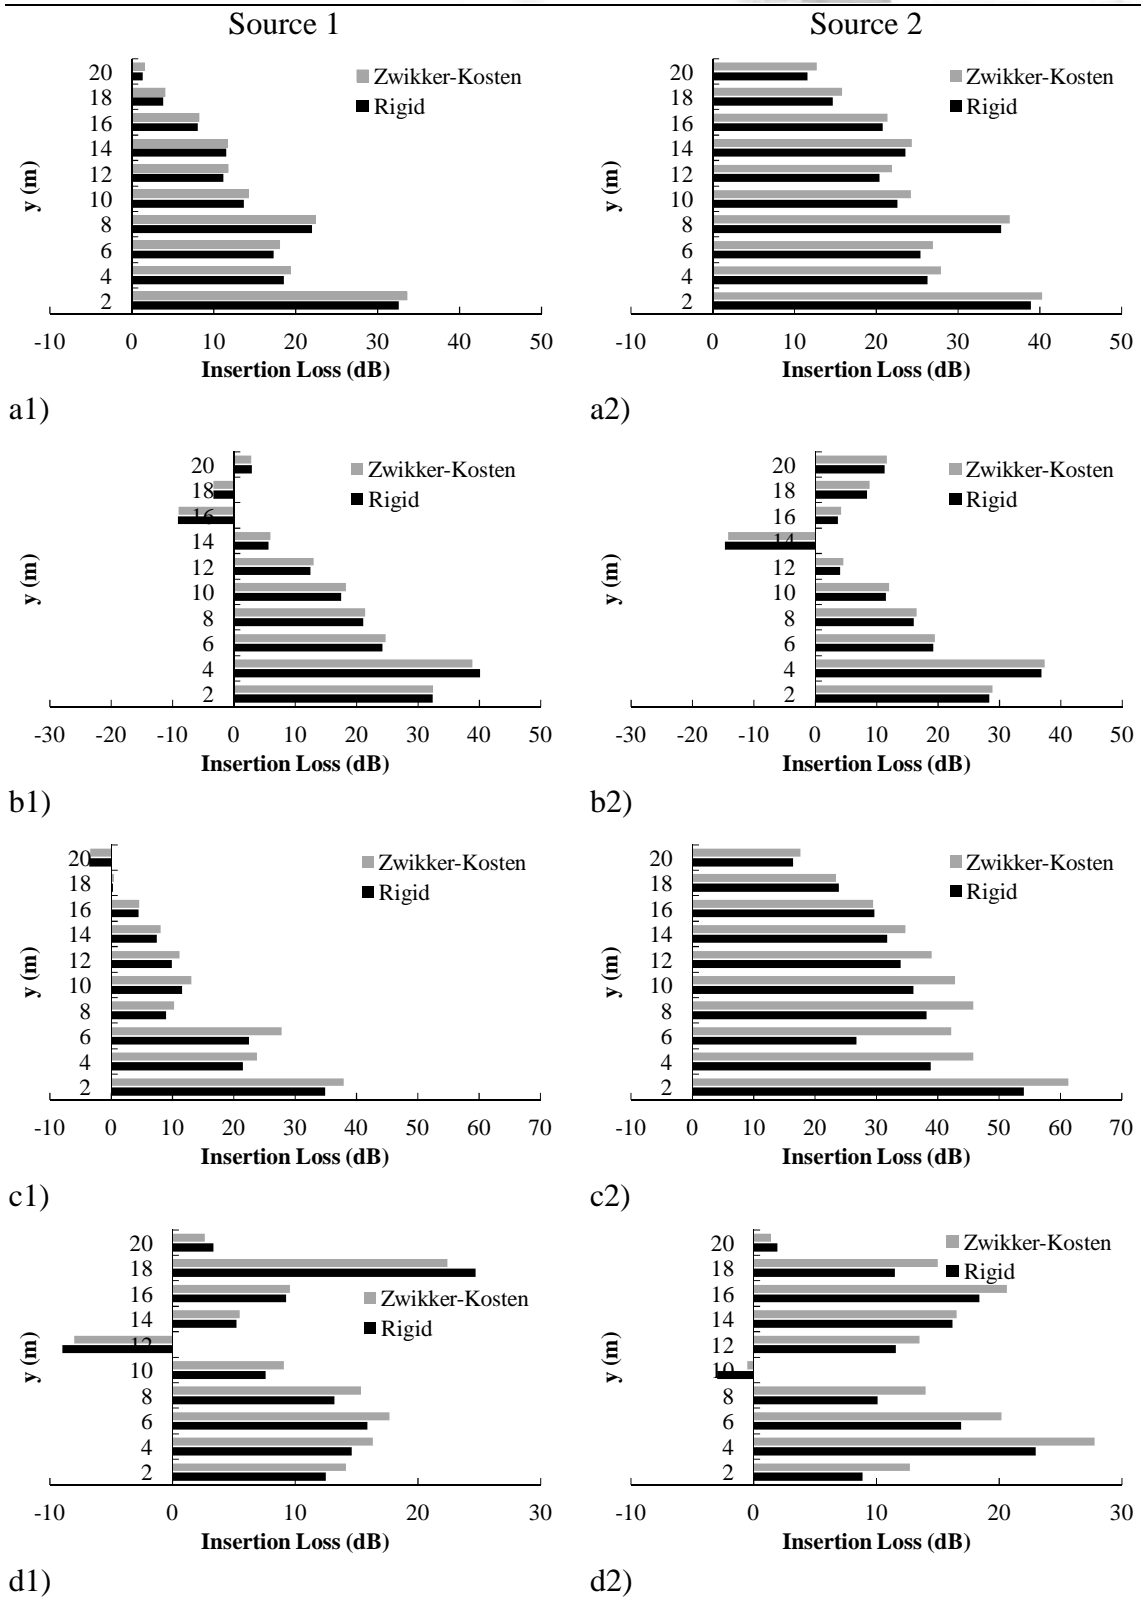 Source 1
Source 2
Zwikker-Kosten
Rigid
y (m)
20
18
16
14
12
10
8
6
4
2
-10 0 10 20 30 40 50
Insertion Loss (dB)
a1)
Zwikker-Kosten
Rigid
y (m)
20
18
16
14
12
10
8
6
4
2
-10 0 10 20 30 40 50
Insertion Loss (dB)
a2)
Zwikker-Kosten
Rigid
y (m)
20
18
16
14
12
10
8
6
4
2
-30 -20 -10 0 10 20 30 40 50
Insertion Loss (dB)
b1)
Zwikker-Kosten
Rigid
y (m)
20
18
16
14
12
10
8
6
4
2
-30 -20 -10 0 10 20 30 40 50
Insertion Loss (dB)
b2)
Zwikker-Kosten
Rigid
y (m)
20
18
16
14
12
10
8
6
4
2
-10 0 10 20 30 40 50 60 70
Insertion Loss (dB)
c1)
Zwikker-Kosten
Rigid
y (m)
20
18
16
14
12
10
8
6
4
2
-10 0 10 20 30 40 50 60 70
Insertion Loss (dB)
c2)
Zwikker-Kosten
Rigid
y (m)
20
18
16
14
12
10
8
6
4
2
-10 0 10 20 30
Insertion Loss (dB)
d1)
Zwikker-Kosten
Rigid
y (m)
20
18
16
14
12
10
8
6
4
2
-10 0 10 20 30
Insertion Loss (dB)
d2)